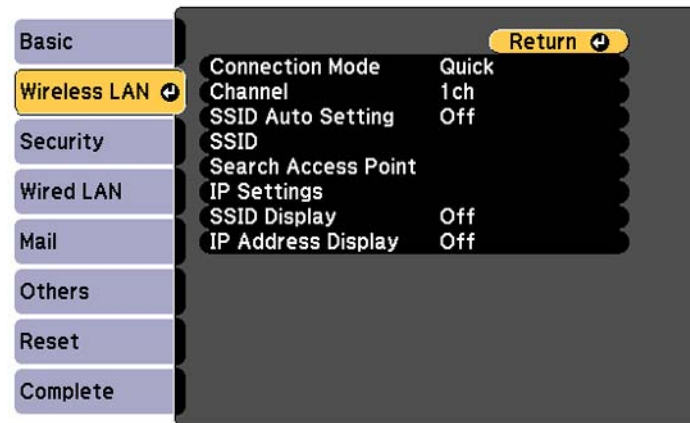 Basic
Wireless LAN
Security
Wired LAN
Mail
Others
Reset
Complete
Return
Connection Mode Quick
Channel 1ch
SSID Auto Setting Off
SSID
Search Access Point
IP Settings
SSID Display Off
IP Address Display Off